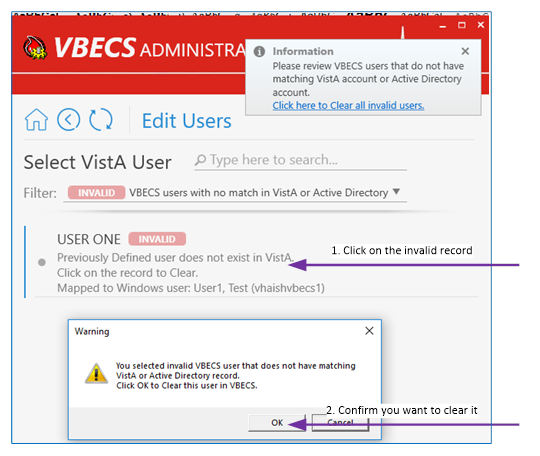 VBECS ADMINISTRA
Information
Please review VBECS users that do not have
matching VistA account or Active Directory
account.
Click here to Clear all invalid users.
Edit Users
Select VistA User
Type here to search...
Filter: INVALID VBECS users with no match in VistA or Active Directory
USER ONE INVALID
1. Click on the invalid record
Previously Defined user does not exist in VistA.
Click on the record to Clear.
Mapped to Windows user: User1, Test (vhaishvbecs1)
Warning
You selected invalid VBECS user that does not have matching
VistA or Active Directory record.
Click OK to Clear this user in VBECS.
2. Confirm you want to clear it
OK Cancel